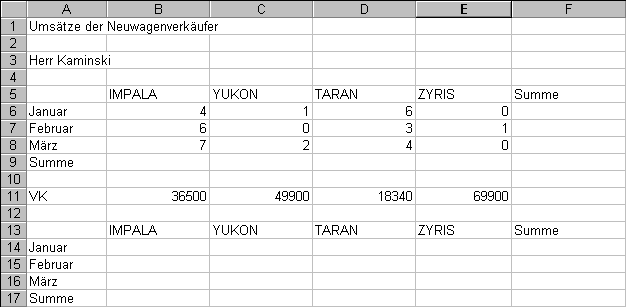 A B C D E F
1 Umsätze der Neuwagenverkäufer
2
3 Herr Kaminski
4
5 IMPALA YUKON TARAN ZYRIS Summe
6 Januar 4 1 6 0
7 Februar 6 0 3 1
8 März 7 2 4 0
9 Summe
10
11 VK 36500 49900 18340 69900
12
13 IMPALA YUKON TARAN ZYRIS Summe
14 Januar
15 Februar
16 März
17 Summe